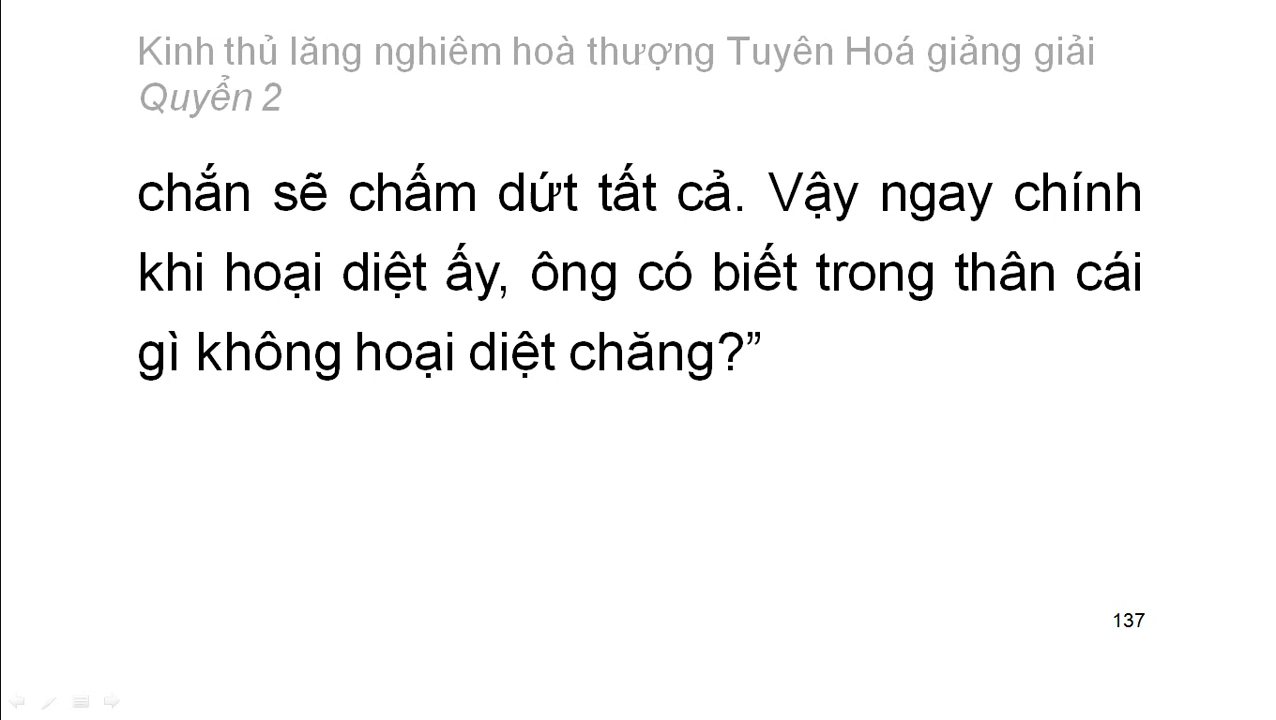 Kinh thủ lăng nghiêm hoà thượng Tuyên Hoá giảng giải
Quyển 2
chắn sẽ chấm dứt tất cả. Vậy ngay chính
khi hoại diệt ấy, ông có biết trong thân cái
gì không hoại diệt chăng?”
137